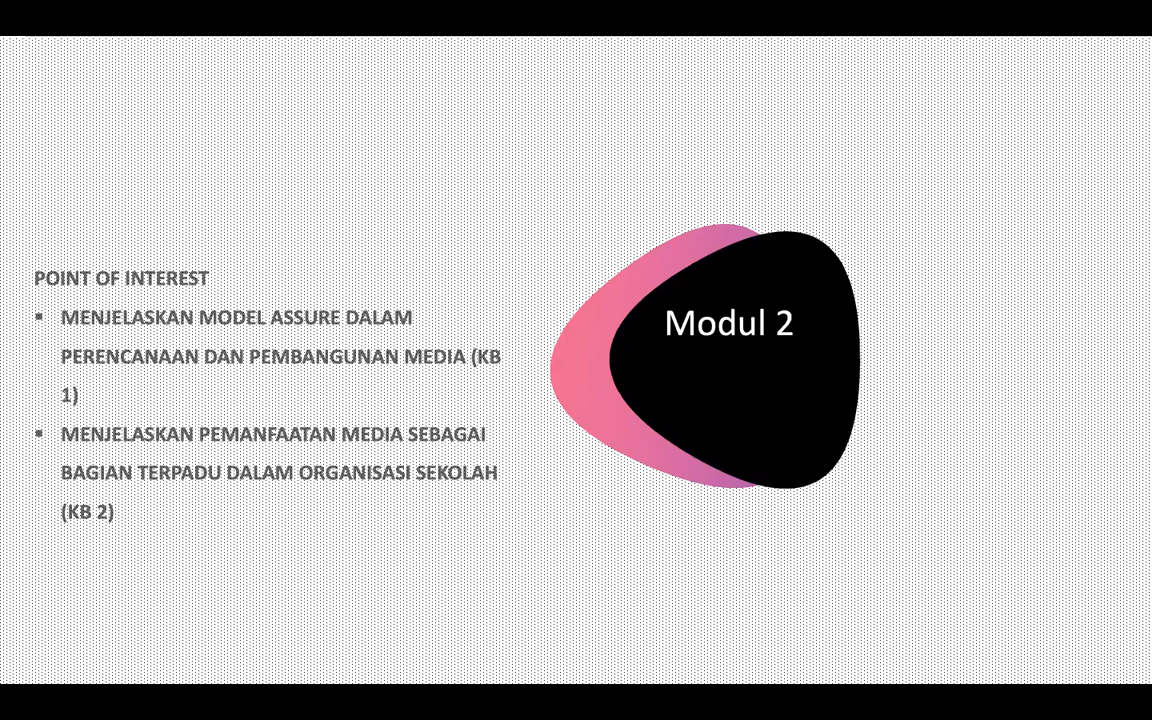 POINT OF INTEREST
▪ MENJELASKAN MODEL ASSURE DALAM
PERENCANAAN DAN PEMBANGUNAN MEDIA (KB
1)
▪ MENJELASKAN PEMANFAATAN MEDIA SEBAGAI
BAGIAN TERPADU DALAM ORGANISASI SEKOLAH
(KB 2)
Modul 2